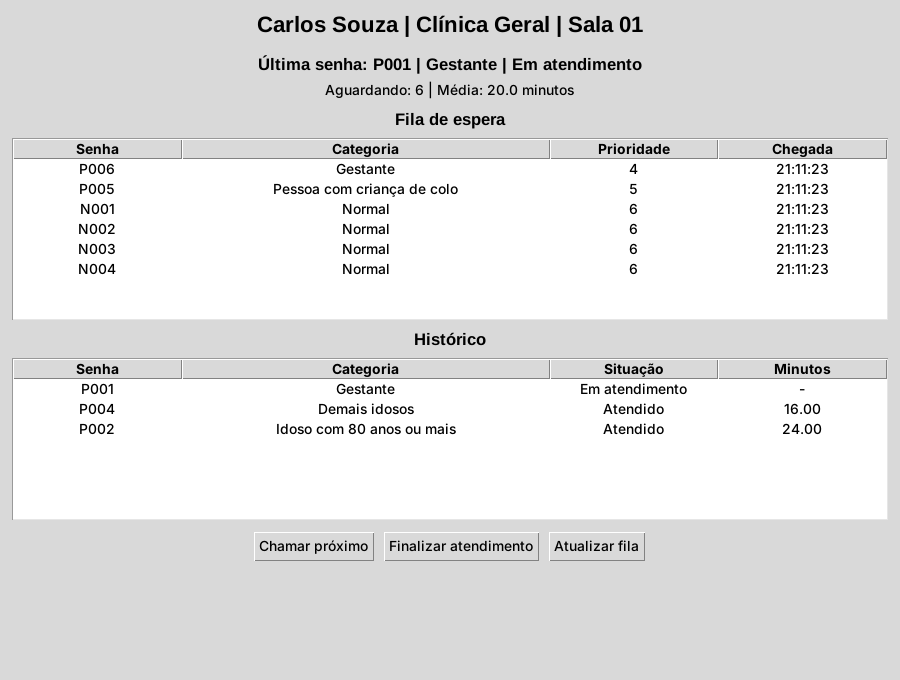 Carlos Souza | Clínica Geral | Sala 01
Última senha: P001 | Gestante | Em atendimento
Aguardando: 6 | Média: 20.0 minutos
Fila de espera
Senha Categoria Prioridade Chegada
P006 Gestante 4 21:11:23
P005 Pessoa com criança de colo 5 21:11:23
N001 Normal 6 21:11:23
N002 Normal 6 21:11:23
N003 Normal 6 21:11:23
N004 Normal 6 21:11:23
Histórico
Senha Categoria Situação Minutos
P001 Gestante Em atendimento -
P004 Demais idosos Atendido 16.00
P002 Idoso com 80 anos ou mais Atendido 24.00
Chamar próximo Finalizar atendimento Atualizar fila